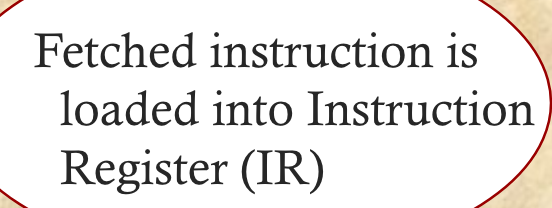 Fetched instruction is
loaded into Instruction
Register (IR)